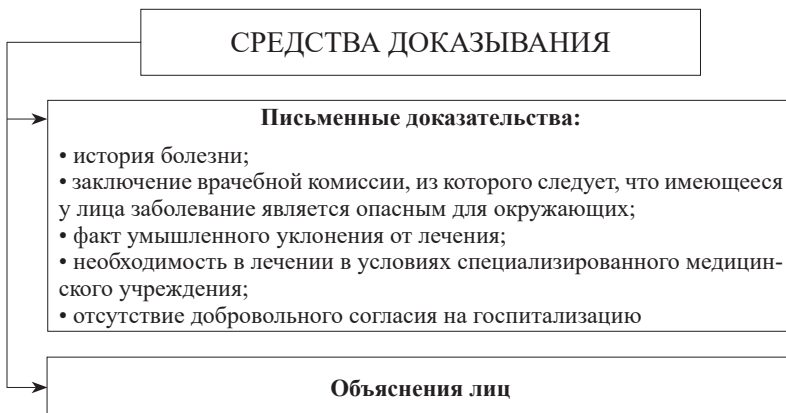 СРЕДСТВА ДОКАЗЫВАНИЯ
Письменные доказательства:
• история болезни;
• заключение врачебной комиссии, из которого следует, что имеющееся
у лица заболевание является опасным для окружающих;
• факт умышленного уклонения от лечения;
• необходимость в лечении в условиях специализированного медицин-
ского учреждения;
• отсутствие добровольного согласия на госпитализацию
Объяснения лиц